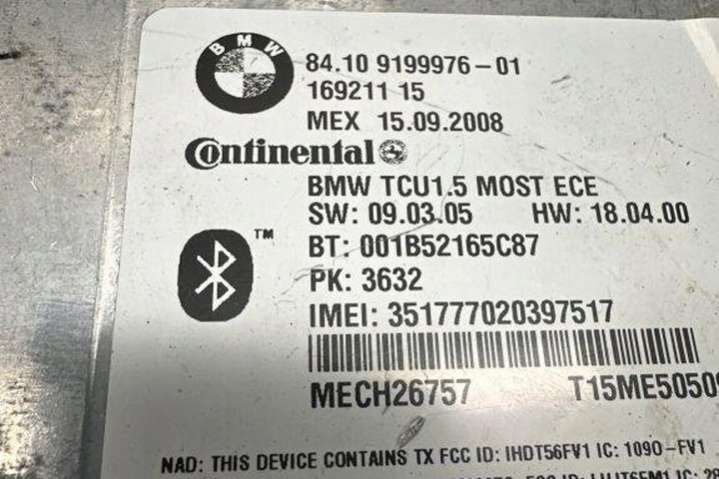 BMW
84.10 9199976-01
169211 15
MEX 15.09.2008
Continental
BMW TCU1.5 MOST ECE
SW: 09.03.05 HW: 18.04.00
TM
BT: 001B52165C87
PK: 3632
IMEI: 351777020397517
MECH26757 T15ME5050
NAD: THIS DEVICE CONTAINS TX FCC ID: IHDT56FV1 IC: 1090-FV1